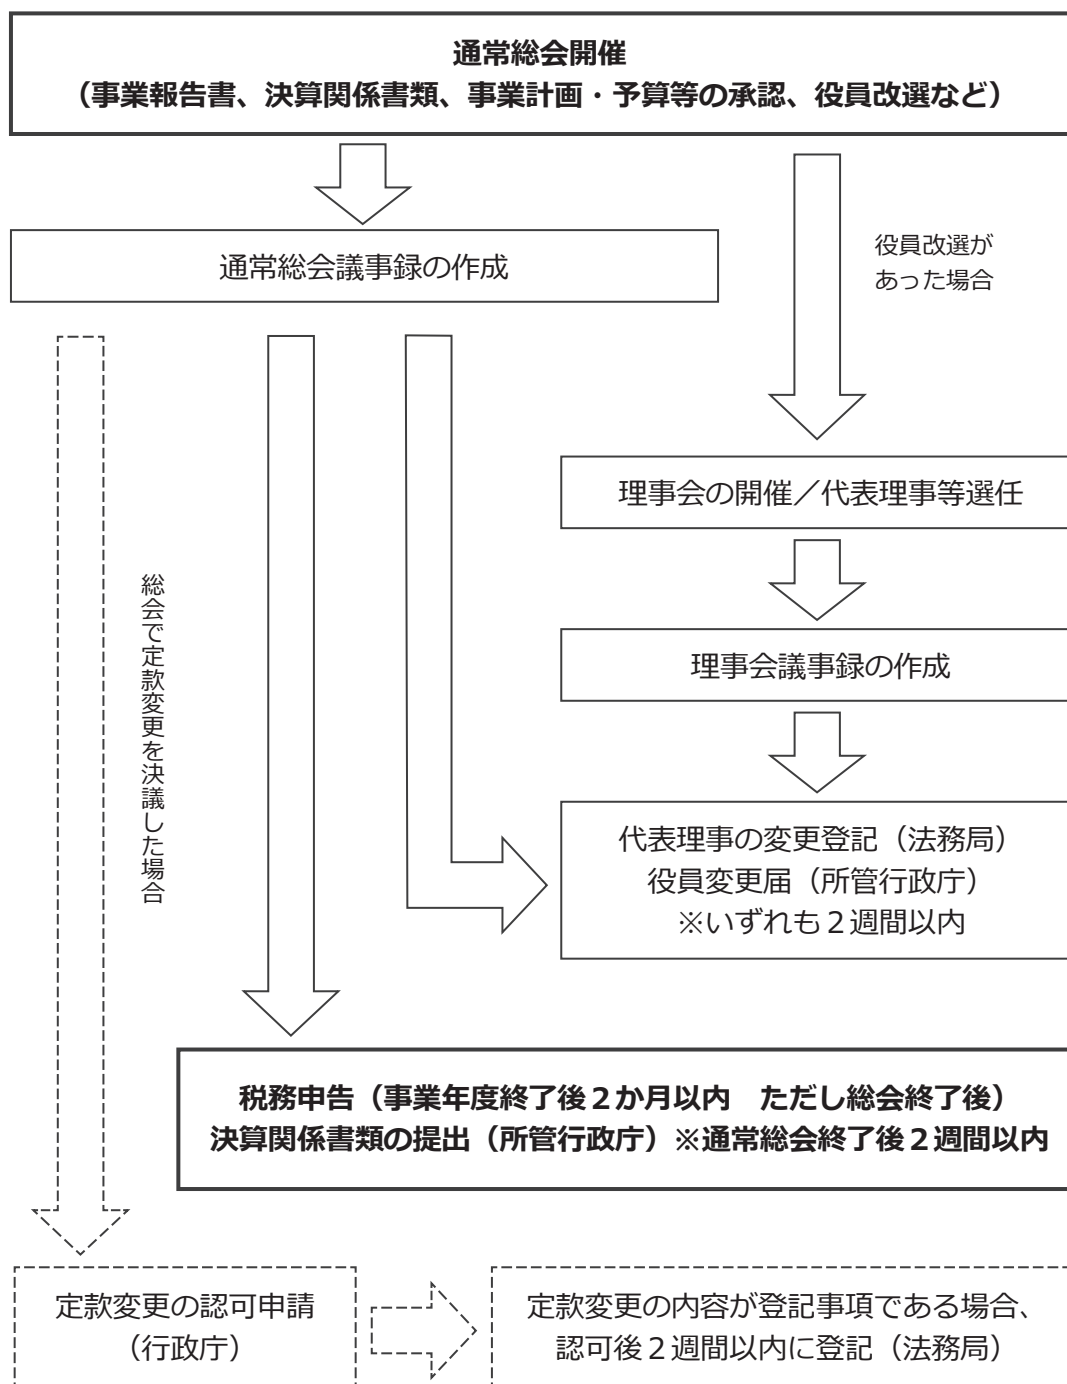 通常総会開催
（事業報告書、決算関係書類、事業計画・予算等の承認、役員改選など）
通常総会議事録の作成
役員改選が
あった場合
理事会の開催／代表理事等選任
理事会議事録の作成
総会で定款変更を決議した場合
代表理事の変更登記（法務局）
役員変更届（所管行政庁）
※いずれも２週間以内
税務申告（事業年度終了後２か月以内　ただし総会終了後）
決算関係書類の提出（所管行政庁）※通常総会終了後２週間以内
定款変更の認可申請
（行政庁）
定款変更の内容が登記事項である場合、
認可後２週間以内に登記（法務局）